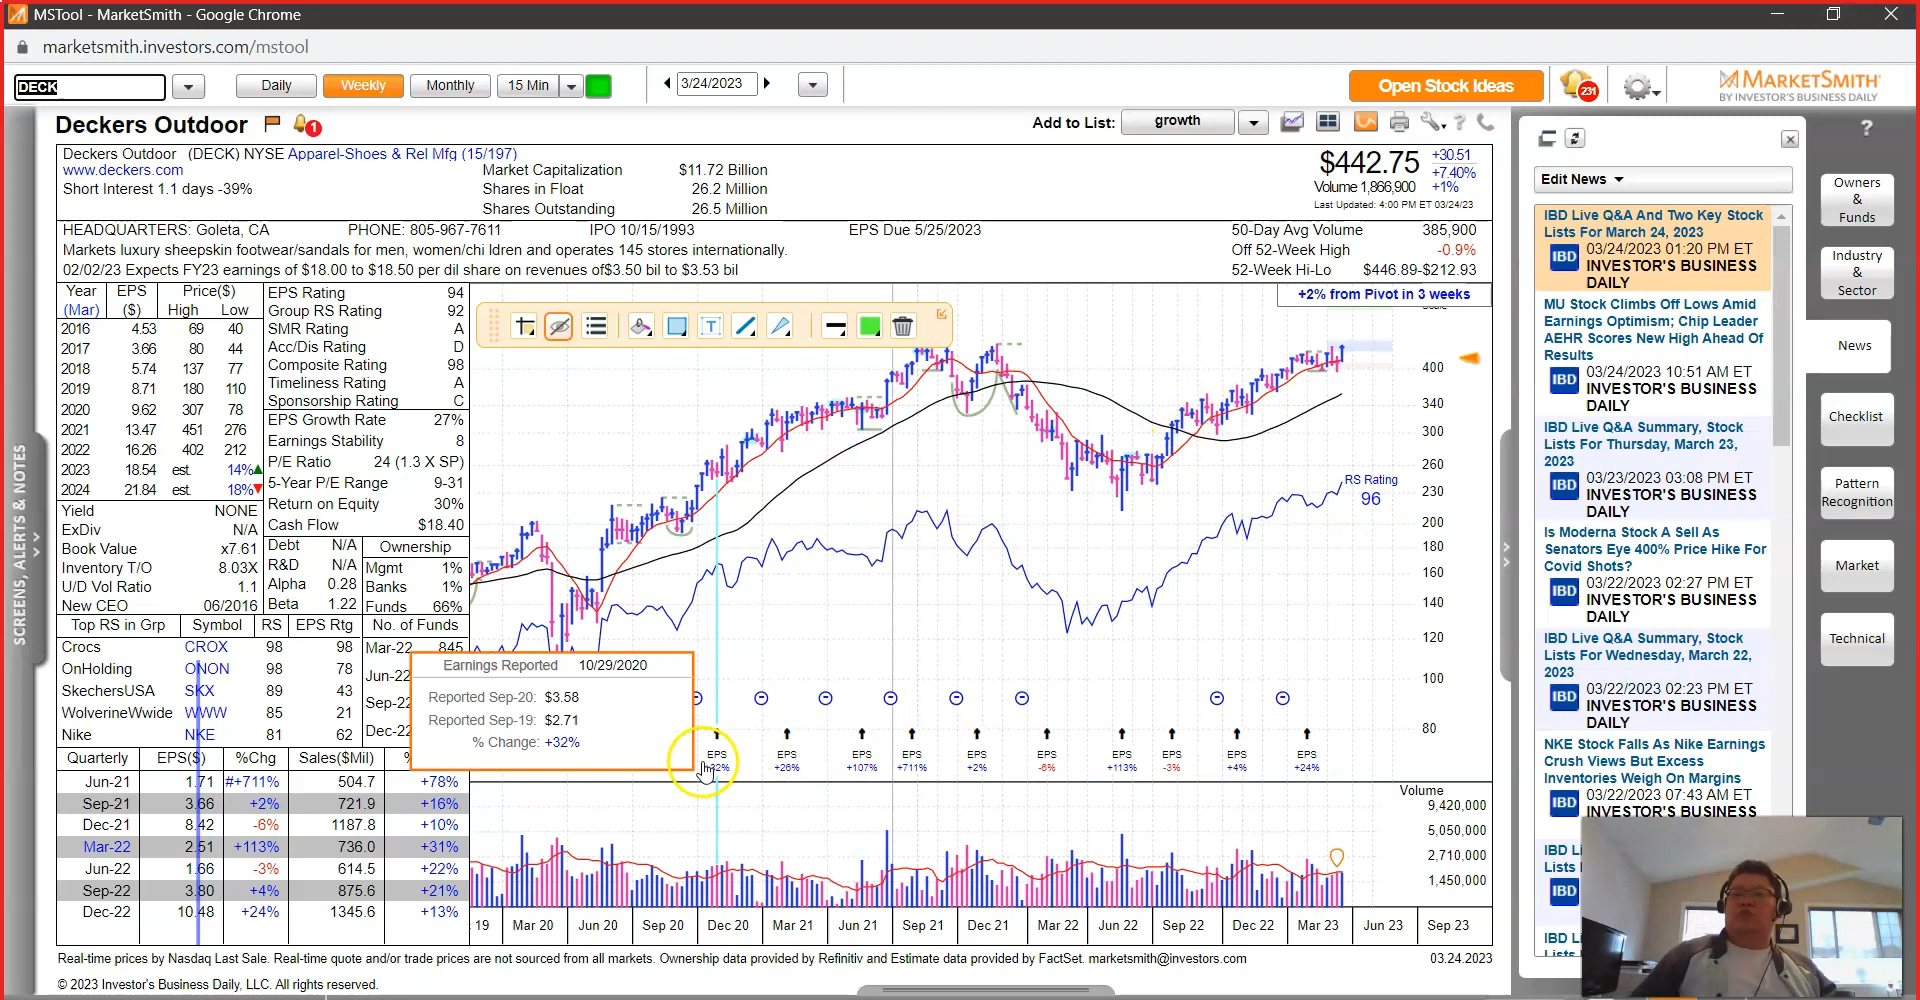 MSTool - MarketSmith - Google Chrome
marketsmith.investors.com/mstool
DECK
Daily
Weekly
Monthly
15 Min
3/24/2023
Open Stock Ideas
231
MARKETSMITH
BY INVESTOR'S BUSINESS DAILY
Deckers Outdoor
1
Add to List:
growth
?
Deckers Outdoor (DECK) NYSE Apparel-Shoes & Rel Mfg (15/197)
www.deckers.com
Short Interest 1.1 days -39%
Market Capitalization $11.72 Billion
Shares in Float 26.2 Million
Shares Outstanding 26.5 Million
$442.75 +30.51
+7.40%
Volume 1,866,900 +1%
Last Updated: 4:00 PM ET 03/24/23
HEADQUARTERS: Goleta, CA PHONE: 805-967-7611 IPO 10/15/1993 EPS Due 5/25/2023
Markets luxury sheepskin footwear/sandals for men, women/chi ldren and operates 145 stores internationally.
02/02/23 Expects FY23 earnings of $18.00 to $18.50 per dil share on revenues of$3.50 bil to $3.53 bil
50-Day Avg Volume 385,900
Off 52-Week High -0.9%
52-Week Hi-Lo $446.89-$212.93
Year EPS Price($)
(Mar) ($) High Low
2016 4.53 69 40
2017 3.66 80 44
2018 5.74 137 77
2019 8.71 180 110
2020 9.62 307 78
2021 13.47 451 276
2022 16.26 402 212
2023 18.54 est. 14%
2024 21.84 est. 18%
Yield NONE
ExDiv N/A
Book Value x7.61
Inventory T/O 8.03X
U/D Vol Ratio 1.1
New CEO 06/2016
EPS Rating 94
Group RS Rating 92
SMR Rating A
Acc/Dis Rating D
Composite Rating 98
Timeliness Rating A
Sponsorship Rating C
EPS Growth Rate 27%
Earnings Stability 8
P/E Ratio 24 (1.3 X SP)
5-Year P/E Range 9-31
Return on Equity 30%
Cash Flow $18.40
Debt N/A
R&D N/A
Alpha 0.28
Beta 1.22
Ownership
Mgmt 1%
Banks 1%
Funds 66%
Top RS in Grp Symbol RS EPS Rtg
Crocs CROX 98 98
OnHolding ONON 98 78
SkechersUSA SKX 89 43
WolverineWwide WWW 85 21
Nike NKE 81 62
No. of Funds
Mar-22 845
Jun-22
Sep-22
Dec-22
Quarterly EPS($) %Chg Sales($Mil) %
Jun-21 1.71 #+711% 504.7 +78%
Sep-21 3.66 +2% 721.9 +16%
Dec-21 8.42 -6% 1187.8 +10%
Mar-22 2.51 +113% 736.0 +31%
Jun-22 1.66 -3% 614.5 +22%
Sep-22 3.80 +4% 875.6 +21%
Dec-22 10.48 +24% 1345.6 +13%
Earnings Reported 10/29/2020
Reported Sep-20: $3.58
Reported Sep-19: $2.71
% Change: +32%
T
+2% from Pivot in 3 weeks
400
340
300
260
230
200
180
160
140
120
100
80
RS Rating
96
EPS EPS EPS EPS EPS EPS EPS EPS EPS EPS
32% +26% +107% +711% +2% -6% +113% -3% +4% +24%
Volume
9,420,000
5,050,000
2,710,000
1,450,000
19 Mar 20 Jun 20 Sep 20 Dec 20 Mar 21 Jun 21 Sep 21 Dec 21 Mar 22 Jun 22 Sep 22 Dec 22 Mar 23 Jun 23 Sep 23
Real-time prices by Nasdaq Last Sale. Real-time quote and/or trade prices are not sourced from all markets. Ownership data provided by Refinitiv and Estimate data provided by FactSet. marketsmith@investors.com
03.24.2023
© 2023 Investor's Business Daily, LLC. All rights reserved.
SCREENS, ALERTS & NOTES
Edit News
IBD Live Q&A And Two Key Stock
Lists For March 24, 2023
IBD
03/24/2023 01:20 PM ET
INVESTOR'S BUSINESS
DAILY
MU Stock Climbs Off Lows Amid
Earnings Optimism; Chip Leader
AEHR Scores New High Ahead Of
Results
IBD
03/24/2023 10:51 AM ET
INVESTOR'S BUSINESS
DAILY
IBD Live Q&A Summary, Stock
Lists For Thursday, March 23,
2023
IBD
03/23/2023 03:08 PM ET
INVESTOR'S BUSINESS
DAILY
Is Moderna Stock A Sell As
Senators Eye 400% Price Hike For
Covid Shots?
IBD
03/22/2023 02:27 PM ET
INVESTOR'S BUSINESS
DAILY
IBD Live Q&A Summary, Stock
Lists For Wednesday, March 22,
2023
IBD
03/22/2023 02:23 PM ET
INVESTOR'S BUSINESS
DAILY
NKE Stock Falls As Nike Earnings
Crush Views But Excess
Inventories Weigh On Margins
IBD
03/22/2023 07:43 AM ET
INVESTOR'S BUSINESS
IBD Li
Lists
IBD
IBD Li
Lists
?
Owners
&
Funds
Industry
&
Sector
News
Checklist
Pattern
Recognition
Market
Technical